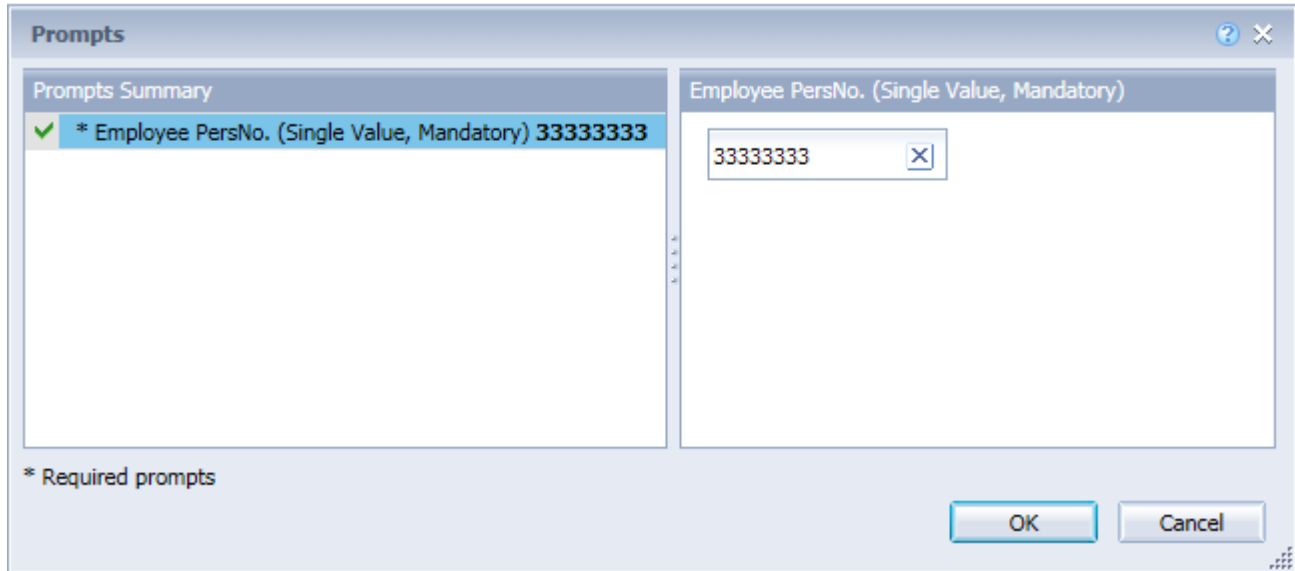 Prompts
Prompts Summary
* Employee PersNo. (Single Value, Mandatory) 33333333
Employee PersNo. (Single Value, Mandatory)
33333333
* Required prompts
OK
Cancel